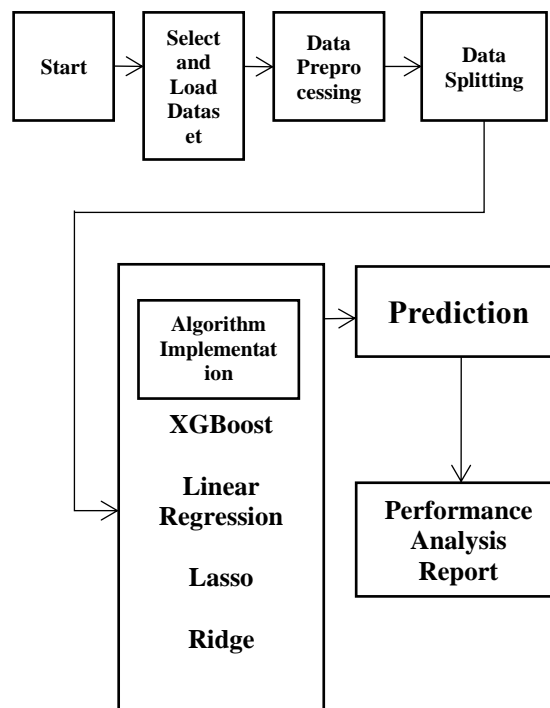 Start
Select
and
Load
Datas
et
Data
Prepro
cessing
Data
Splitting
Algorithm
Implementat
ion
XGBoost
Linear
Regression
Lasso
Ridge
Prediction
Performance
Analysis
Report